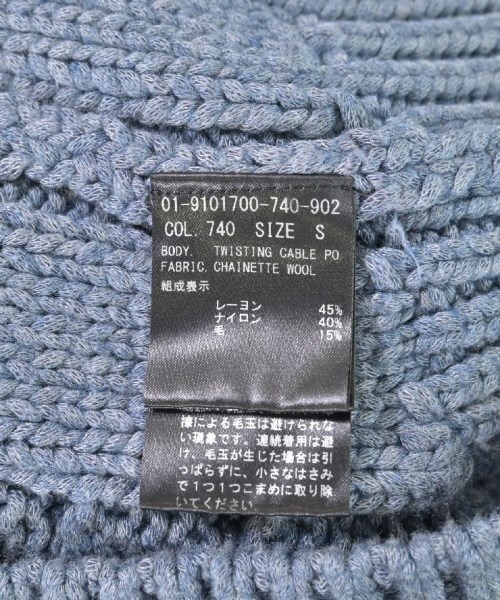 01-9101700-740-902
COL. 740 SIZE S
BODY. TWISTING CABLE PO
FABRIC. CHAINETTE WOOL
組成表示
レーヨン 45%
ナイロン 40%
毛 15%
擦による毛玉は避けられな
い現象です。連続着用は避
け、毛玉が生じた場合は引
っぱらずに、小さなはさみ
で１つ１つこまめに取り除
いてください